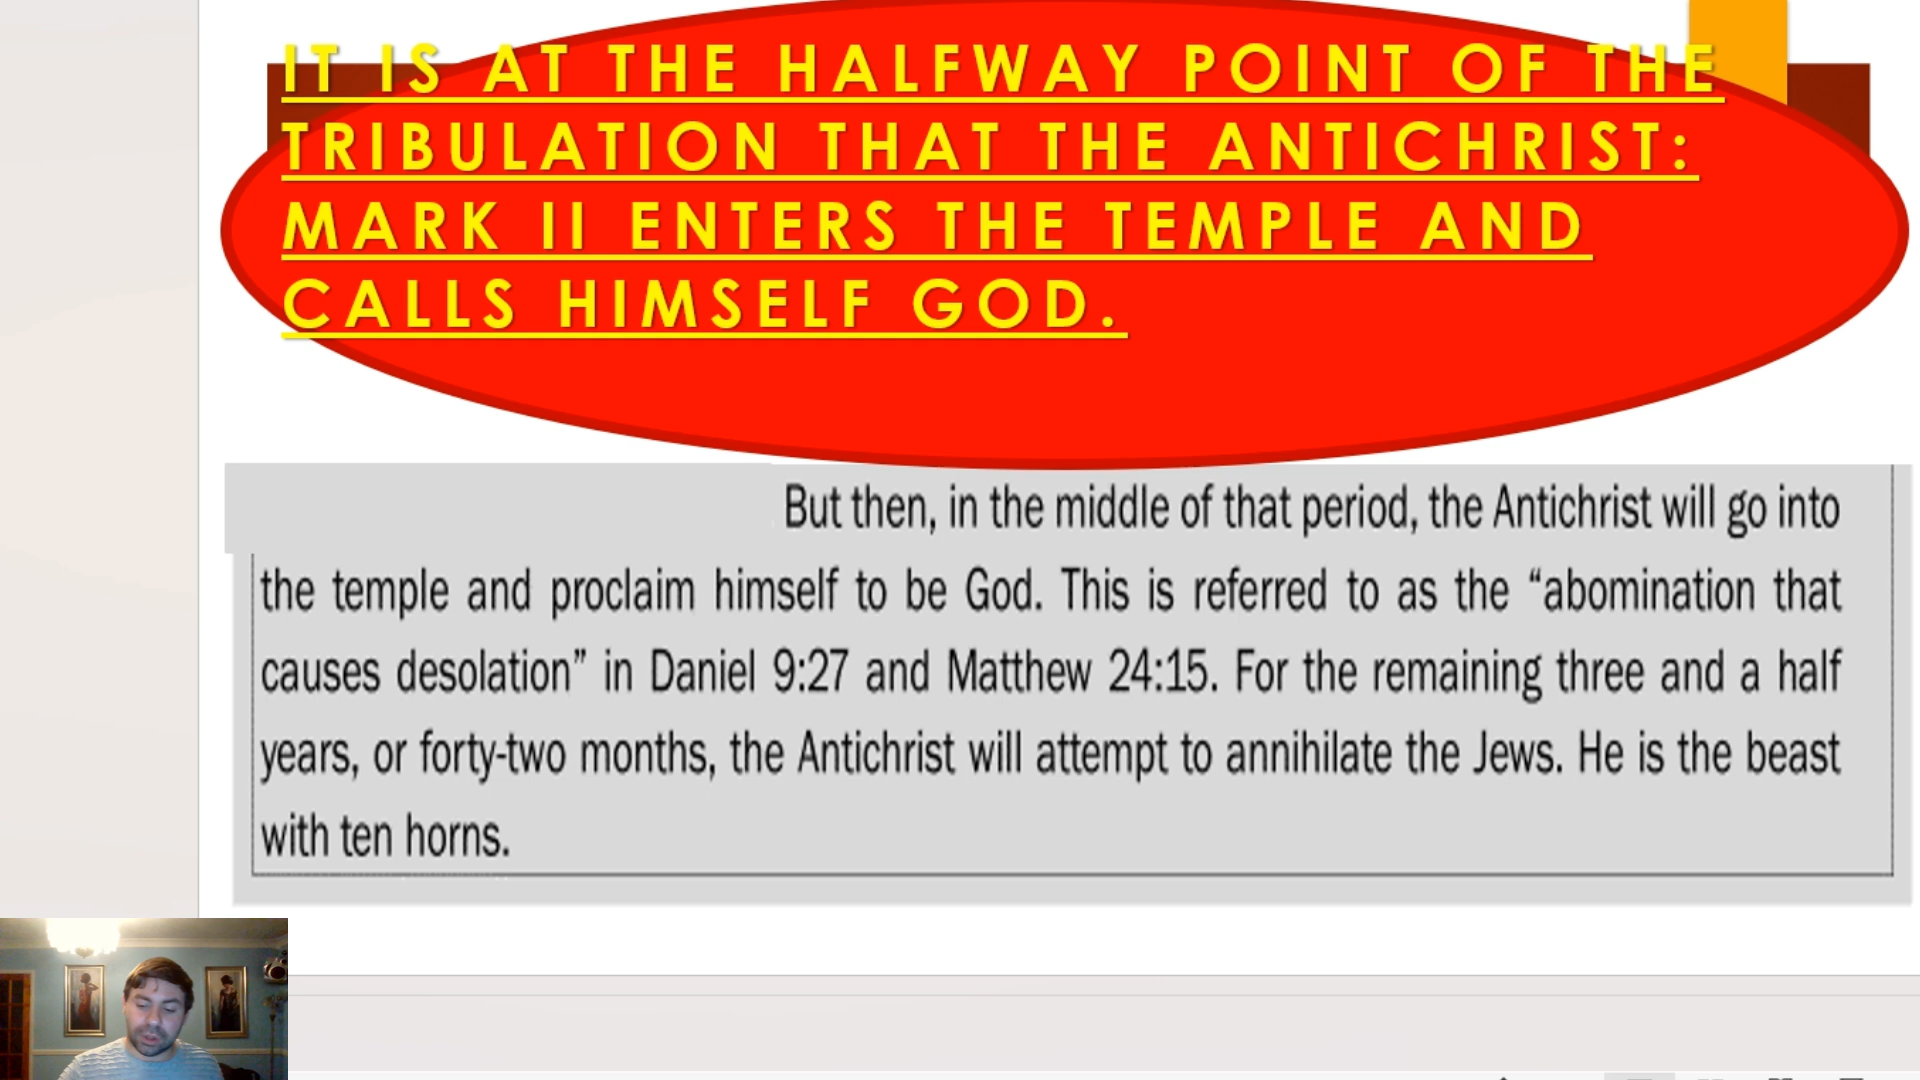 IT IS AT THE HALFWAY POINT OF THE
TRIBULATION THAT THE ANTICHRIST:
MARK II ENTERS THE TEMPLE AND
CALLS HIMSELF GOD.
But then, in the middle of that period, the Antichrist will go into
the temple and proclaim himself to be God. This is referred to as the “abomination that
causes desolation” in Daniel 9:27 and Matthew 24:15. For the remaining three and a half
years, or forty-two months, the Antichrist will attempt to annihilate the Jews. He is the beast
with ten horns.